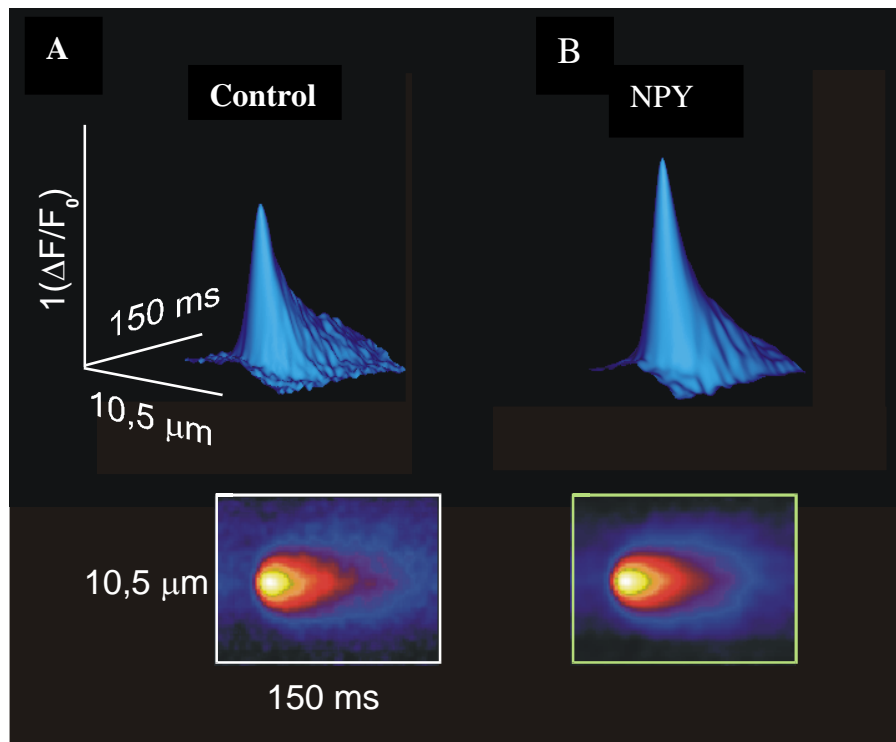 A
B
Control
NPY
1(ΔF/F₀)
150 ms
10,5 μm
10,5 μm
150 ms